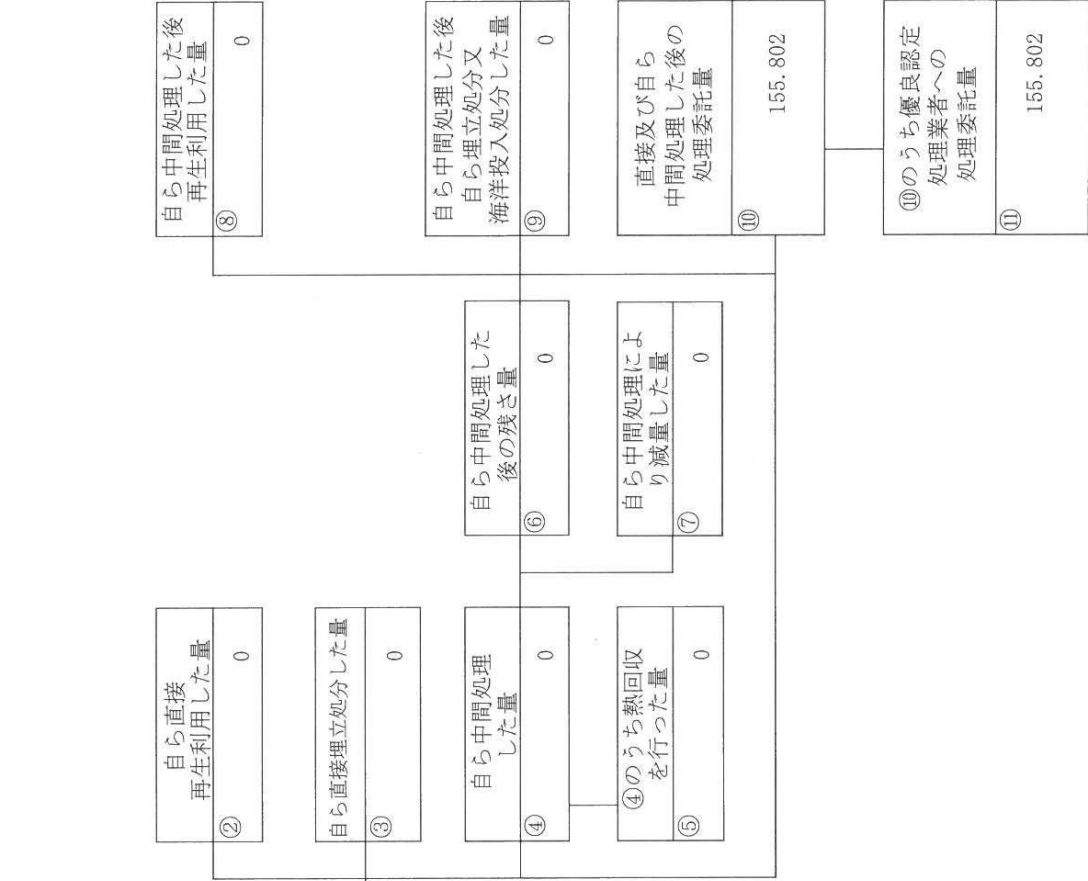 自ら直接
再生利用した量
② 0
自ら直接埋立処分した量
③ 0
自ら中間処理
した量
④ 0
④のうち熱回収
を行った量
⑤ 0
自ら中間処理した
後の残さ量
⑥ 0
自ら中間処理によ
り減量した量
⑦ 0
自ら中間処理した後
再生利用した量
⑧ 0
自ら中間処理した後
自ら埋立処分又
海洋投入処分した量
⑨ 0
直接及び自ら
中間処理した後の
処理委託量
⑩ 155.802
⑩のうち優良認定
処理業者への
処理委託量
⑪ 155.802